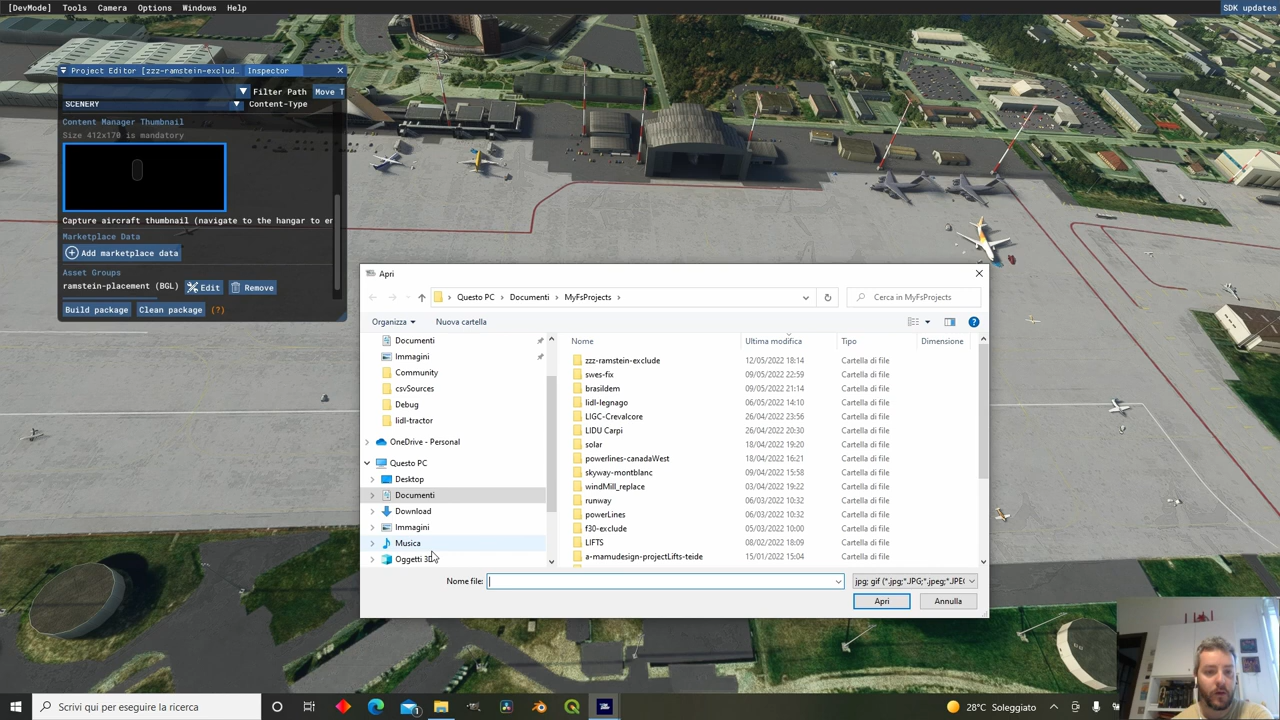 [DevMode] Tools Camera Options Windows Help
SDK updates
Project Editor [zzz-ramstein-exclud.. Inspector
Filter Path Move T
SCENERY Content-Type
Content Manager Thumbnail
Size 412x170 is mandatory
Capture aircraft thumbnail (navigate to the hangar to en
Marketplace Data
Add marketplace data
Asset Groups
ramstein-placement (BGL) Edit Remove
Build package Clean package (?)
Apri
Questo PC Documenti MyFsProjects
Cerca in MyFsProjects
Organizza Nuova cartella
Documenti
Immagini
Community
csvSources
Debug
lidl-tractor
OneDrive - Personal
Questo PC
Desktop
Documenti
Download
Immagini
Musica
Oggetti 3D
Nome Ultima modifica Tipo Dimensione
zzz-ramstein-exclude 12/05/2022 18:14 Cartella di file
swes-fix 09/05/2022 22:59 Cartella di file
brasildem 09/05/2022 21:14 Cartella di file
lidl-legnago 06/05/2022 14:10 Cartella di file
LIGC-Crevalcore 26/04/2022 23:56 Cartella di file
LIDU Carpi 26/04/2022 20:30 Cartella di file
solar 18/04/2022 19:20 Cartella di file
powerlines-canadaWest 18/04/2022 16:21 Cartella di file
skyway-montblanc 09/04/2022 15:58 Cartella di file
windMill_replace 03/04/2022 19:22 Cartella di file
runway 06/03/2022 10:32 Cartella di file
powerLines 06/03/2022 10:32 Cartella di file
f30-exclude 05/03/2022 10:00 Cartella di file
LIFTS 08/02/2022 18:09 Cartella di file
a-mamudesign-projectLifts-teide 15/01/2022 15:04 Cartella di file
Nome file: jpg; gif (*.jpg;*.JPG;*.jpeg;*.JPE(
Apri Annulla
Scrivi qui per eseguire la ricerca
28°C Soleggiato